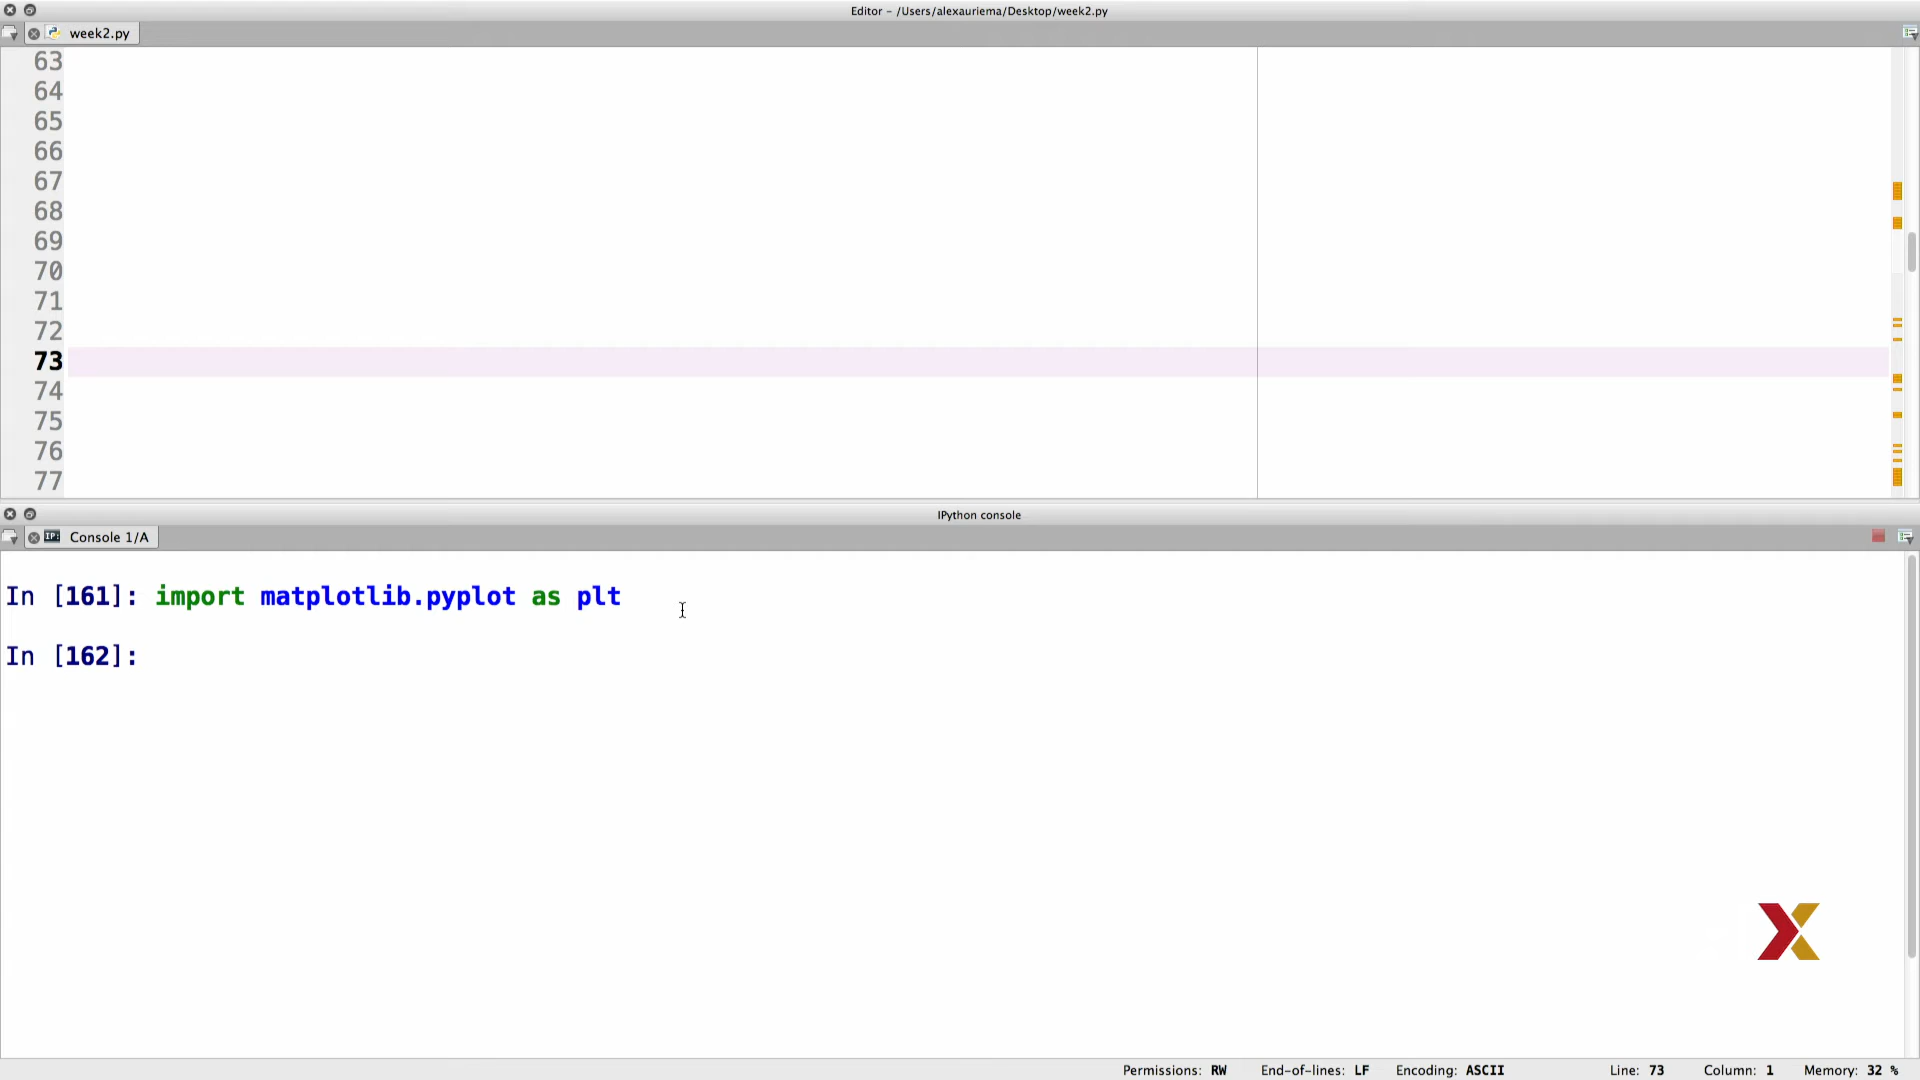 Editor – /Users/alexauriema/Desktop/week2.py
week2.py
63
64
65
66
67
68
69
70
71
72
73
74
75
76
77
IPython console
IP: Console 1/A
In [161]: import matplotlib.pyplot as plt
In [162]:
Permissions: RW End-of-lines: LF Encoding: ASCII Line: 73 Column: 1 Memory: 32 %